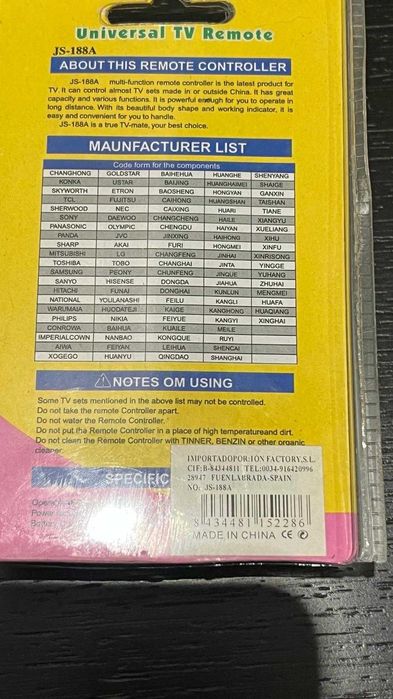 Universal TV Remote
JS-188A
ABOUT THIS REMOTE CONTROLLER
JS-188A multi-function remote controller is the latest product for
TV. It can control almost TV sets made in or outside China. It has great
capacity and various functions. It is powerful enough for you to operate in
long distance. With its beautiful body shape and working indicator, it is
easy and convenient for you to handle.
JS-188A is a true TV-mate, your best choice.
MAUNFACTURER LIST
Code form for the components
CHANGHONG GOLDSTAR BAIHEHUA HUANGHE SHENYANG
KONKA USTAR BAIJING HUANGHAIMEI SHAIGE
SKYWORTH ETRON BAOSHENG HONGYAN GANXIN
TCL FUJITSU CAIHONG HUANGSHAN TAISHAN
SHERWOOD NEC CAIXING HUARI TIANE
SONY DAEWOO CHANGCHENG HAILE XIANGYU
PANASONIC OLYMPIC CHENGDU HAIYAN XUELIANG
PANDA JVC JINXING HAIHONG XIHU
SHARP AKAI FURI HONGMEI XINFU
MITSUBISHI LG CHANGFENG JINHAI XINRISONG
TOSHIBA TOBO CHANGHAI JINTA YINGGE
SAMSUNG PEONY CHUNFENG JINQUE YUHANG
SANYO HISENSE DONGDA JIAHUA ZHUHAI
HITACHI FUNAI DONGHAI KUNLUN MENGMEI
NATIONAL YOULANASHI FEILU KANGLI HUAFA
WARUMAIA HUODATEJI KAIGE KANGHONG HUAQIANG
PHILIPS NIKIA FEIYUE KANGYI XINGHAI
CONROWA BAIHUA KUAILE MEILE
IMPERIALCOWN NANBAO KONGQUE RUYI
AIWA FEIYAN LEIHUA SHENCAI
XOGEGO HUANYU QINGDAO SHANGHAI
NOTES OM USING
Some TV sets mentioned in the above list may not be controlled.
Do not take the remote Controller apart.
Do not water the Remote Controller.
Do not put the Remote Controller in a place of high temperatureand dirt.
Do not clean the Remote Controller with TINNER, BENZIN or other organic
cleaner.
SPECIFIC
IMPORTADOPOR:ION FACTORY,S.L.
CIF:B-84344811 TEL:0034-916420996
28947 FUENLABRADA-SPAIN
NO: JS-188A
8 434481 152286
MADE IN CHINA CE